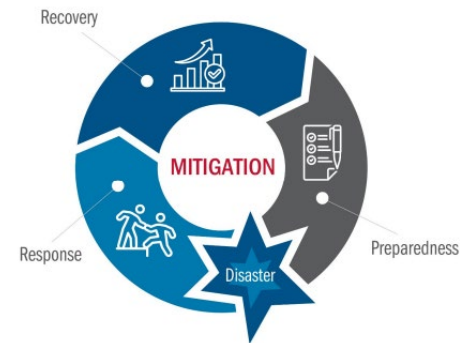 Recovery
MITIGATION
Response
Preparedness
Disaster